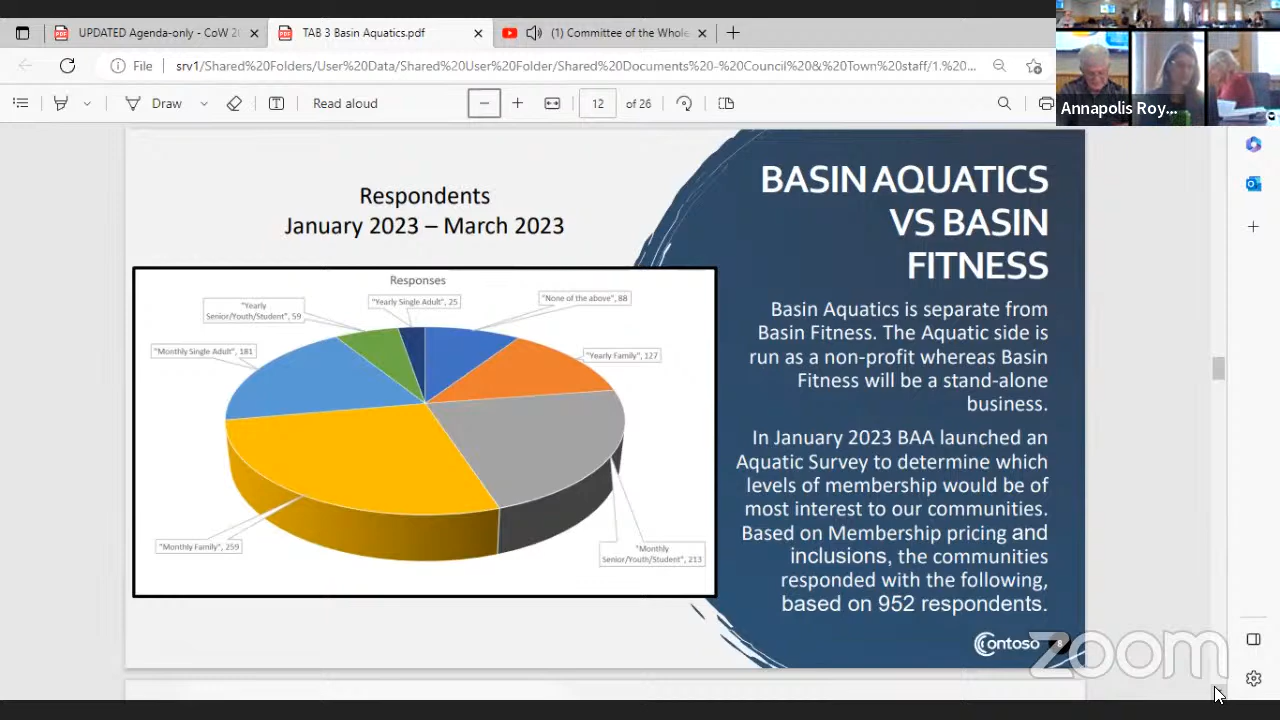 UPDATED Agenda-only - CoW 20
TAB 3 Basin Aquatics.pdf
(1) Committee of the Whole
File
srv1/Shared%20Folders/User%20Data/Shared%20User%20Folder/Shared%20Documents%20-%20Council%20&%20Town%20staff/1.%20...
Draw
Read aloud
12 of 26
Annapolis Roy...
Respondents
January 2023 – March 2023
Responses
"Yearly Single Adult", 25
"None of the above", 88
"Yearly
Senior/Youth/Student", 59
"Monthly Single Adult", 181
"Yearly Family", 127
"Monthly Family", 259
"Monthly
Senior/Youth/Student", 213
BASIN AQUATICS
VS BASIN
FITNESS
Basin Aquatics is separate from
Basin Fitness. The Aquatic side is
run as a non-profit whereas Basin
Fitness will be a stand-alone
business.
In January 2023 BAA launched an
Aquatic Survey to determine which
levels of membership would be of
most interest to our communities.
Based on Membership pricing and
inclusions, the communities
responded with the following,
based on 952 respondents.
Contoso
8
zoom